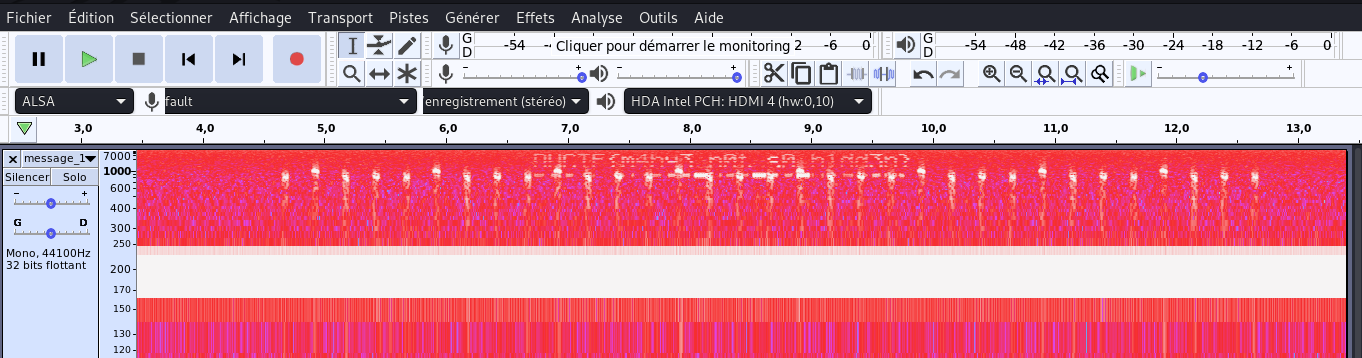 Fichier Édition Sélectionner Affichage Transport Pistes Générer Effets Analyse Outils Aide
G D -54 Cliquer pour démarrer le monitoring 2 -6 0 G D -54 -48 -42 -36 -30 -24 -18 -12 -6 0
- + - + - +
ALSA fault enregistrement (stéréo) HDA Intel PCH: HDMI 4 (hw:0,10)
3,0 4,0 5,0 6,0 7,0 8,0 9,0 10,0 11,0 12,0 13,0
message_1
Silencer Solo
- +
G D
Mono, 44100Hz
32 bits flottant
7000
1000
600
400
300
250
200
170
150
130
120